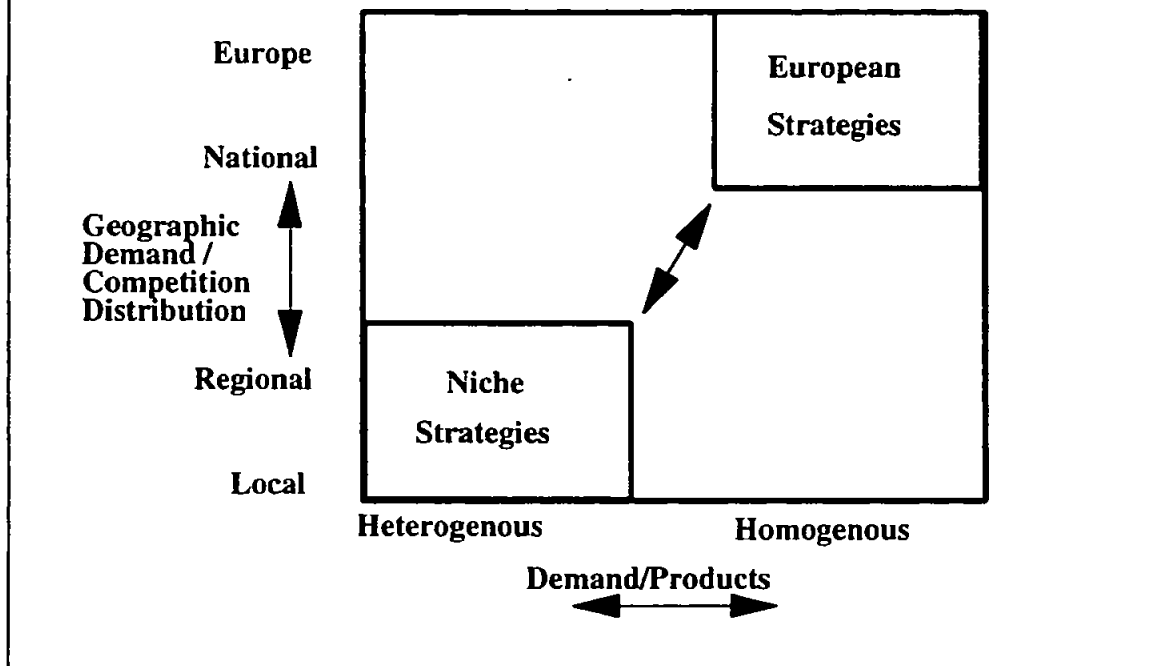 Europe
European
Strategies
National
Geographic
Demand /
Competition
Distribution
Regional
Niche
Strategies
Local
Heterogenous
Homogenous
Demand/Products